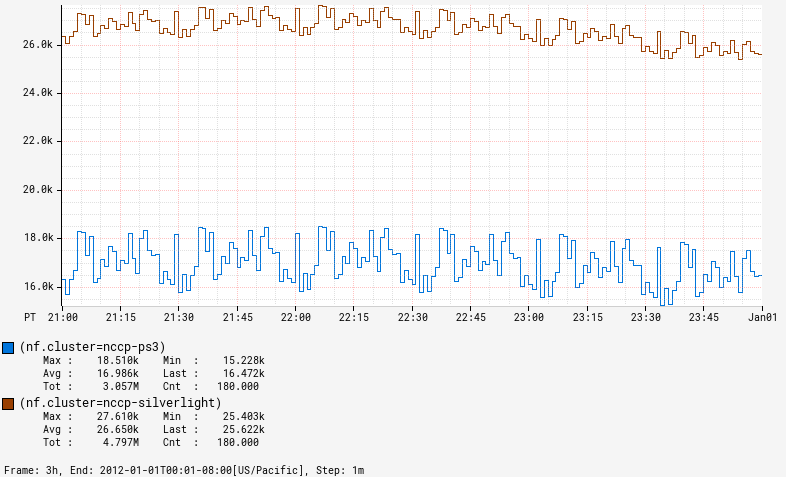 26.0k
24.0k
22.0k
20.0k
18.0k
16.0k
PT 21:00 21:15 21:30 21:45 22:00 22:15 22:30 22:45 23:00 23:15 23:30 23:45 Jan01
(nf.cluster=nccp-ps3)
Max : 18.510k Min : 15.228k
Avg : 16.986k Last : 16.472k
Tot : 3.057M Cnt : 180.000
(nf.cluster=nccp-silverlight)
Max : 27.610k Min : 25.403k
Avg : 26.650k Last : 25.622k
Tot : 4.797M Cnt : 180.000
Frame: 3h, End: 2012-01-01T00:01-08:00[US/Pacific], Step: 1m